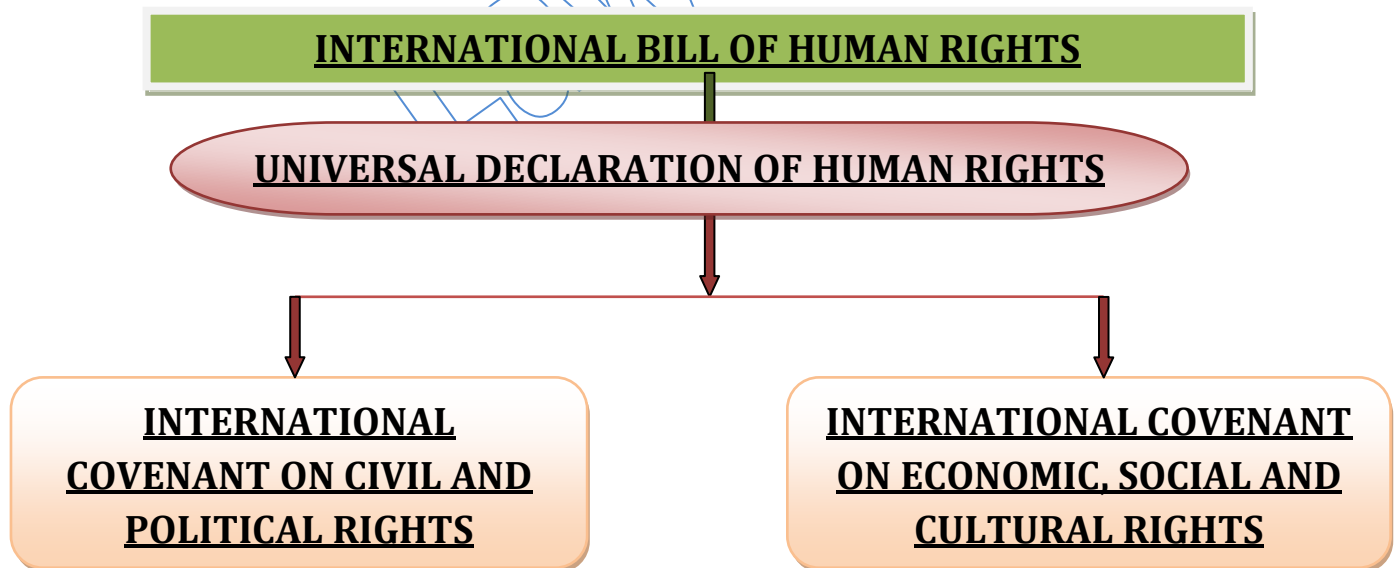 INTERNATIONAL BILL OF HUMAN RIGHTS
UNIVERSAL DECLARATION OF HUMAN RIGHTS
INTERNATIONAL
COVENANT ON CIVIL AND
POLITICAL RIGHTS
INTERNATIONAL COVENANT
ON ECONOMIC, SOCIAL AND
CULTURAL RIGHTS